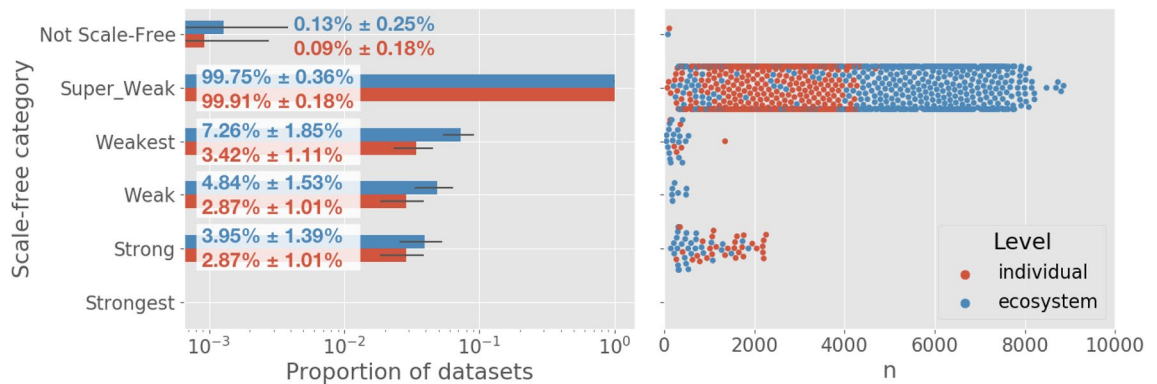 Scale-free category
Not Scale-Free
0.13% ± 0.25%
0.09% ± 0.18%
Super_Weak
99.75% ± 0.36%
99.91% ± 0.18%
Weakest
7.26% ± 1.85%
3.42% ± 1.11%
Weak
4.84% ± 1.53%
2.87% ± 1.01%
Strong
3.95% ± 1.39%
2.87% ± 1.01%
Strongest
10⁻³ 10⁻² 10⁻¹ 10⁰
Proportion of datasets
Level
individual
ecosystem
0 2000 4000 6000 8000 10000
n